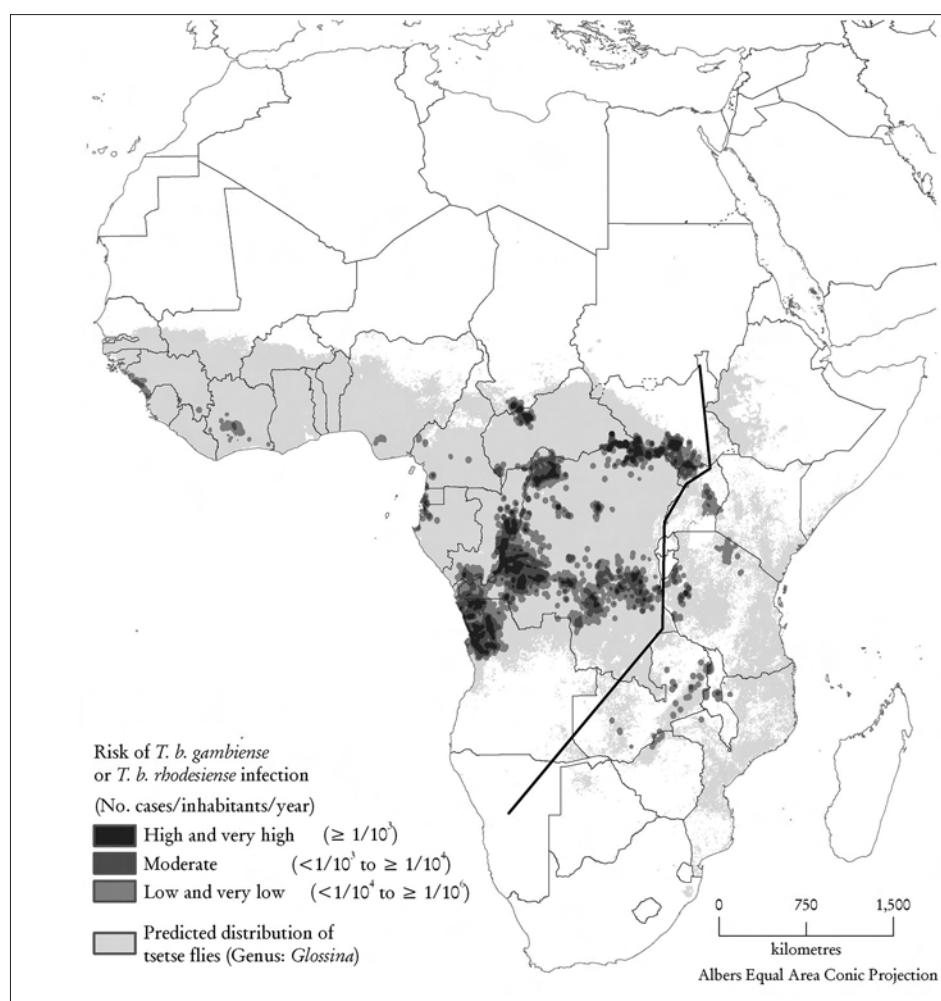 Risk of T. b. gambiense
or T. b. rhodesiense infection
(No. cases/inhabitants/year)
High and very high (≥ 1/10³)
Moderate (<1/10³ to ≥ 1/10⁴)
Low and very low (<1/10⁴ to ≥ 1/10⁶)
Predicted distribution of
tsetse flies (Genus: Glossina)
0 750 1,500
kilometres
Albers Equal Area Conic Projection